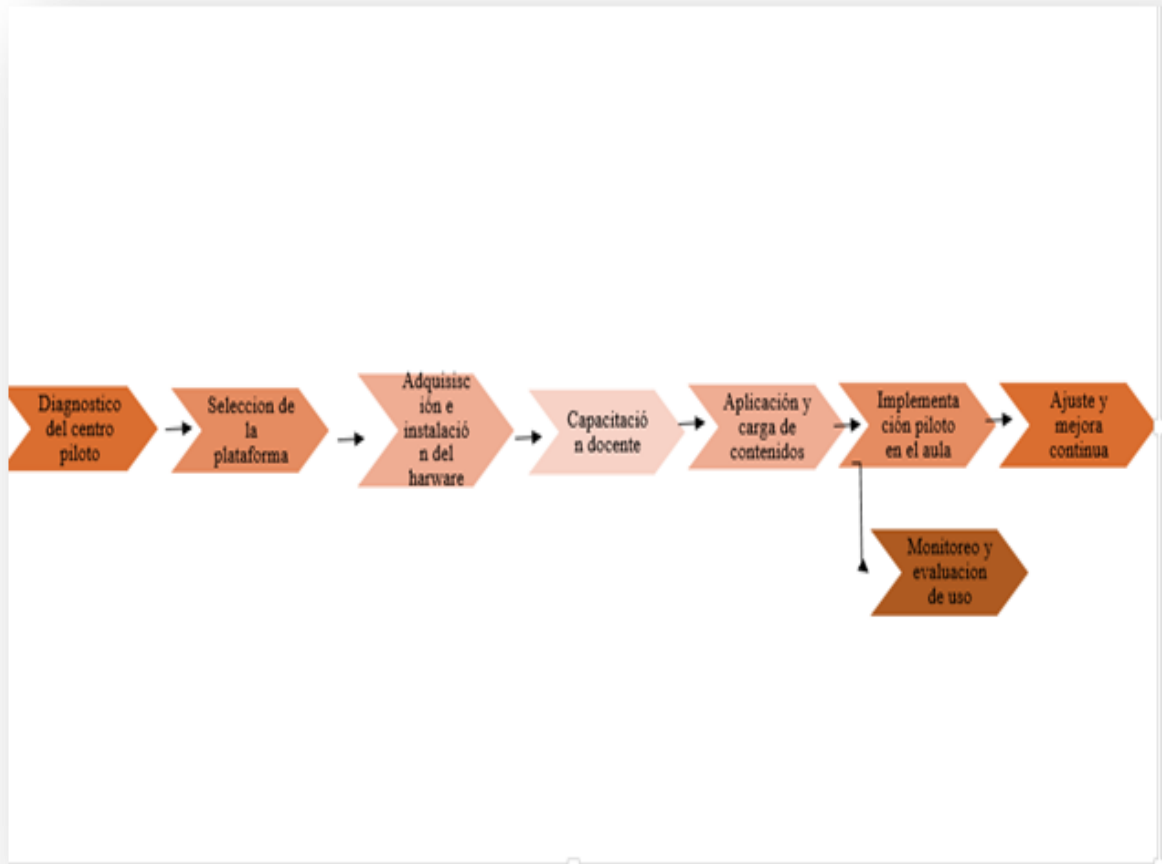 Diagnostico
del centro
piloto
Seleccion de
la
plataforma
Adquisisc
ión e
instalació
n del
harware
Capacitació
n docente
Aplicación y
carga de
contenidos
Implementa
ción piloto
en el aula
Ajuste y
mejora
continua
Monitoreo y
evaluacion
de uso